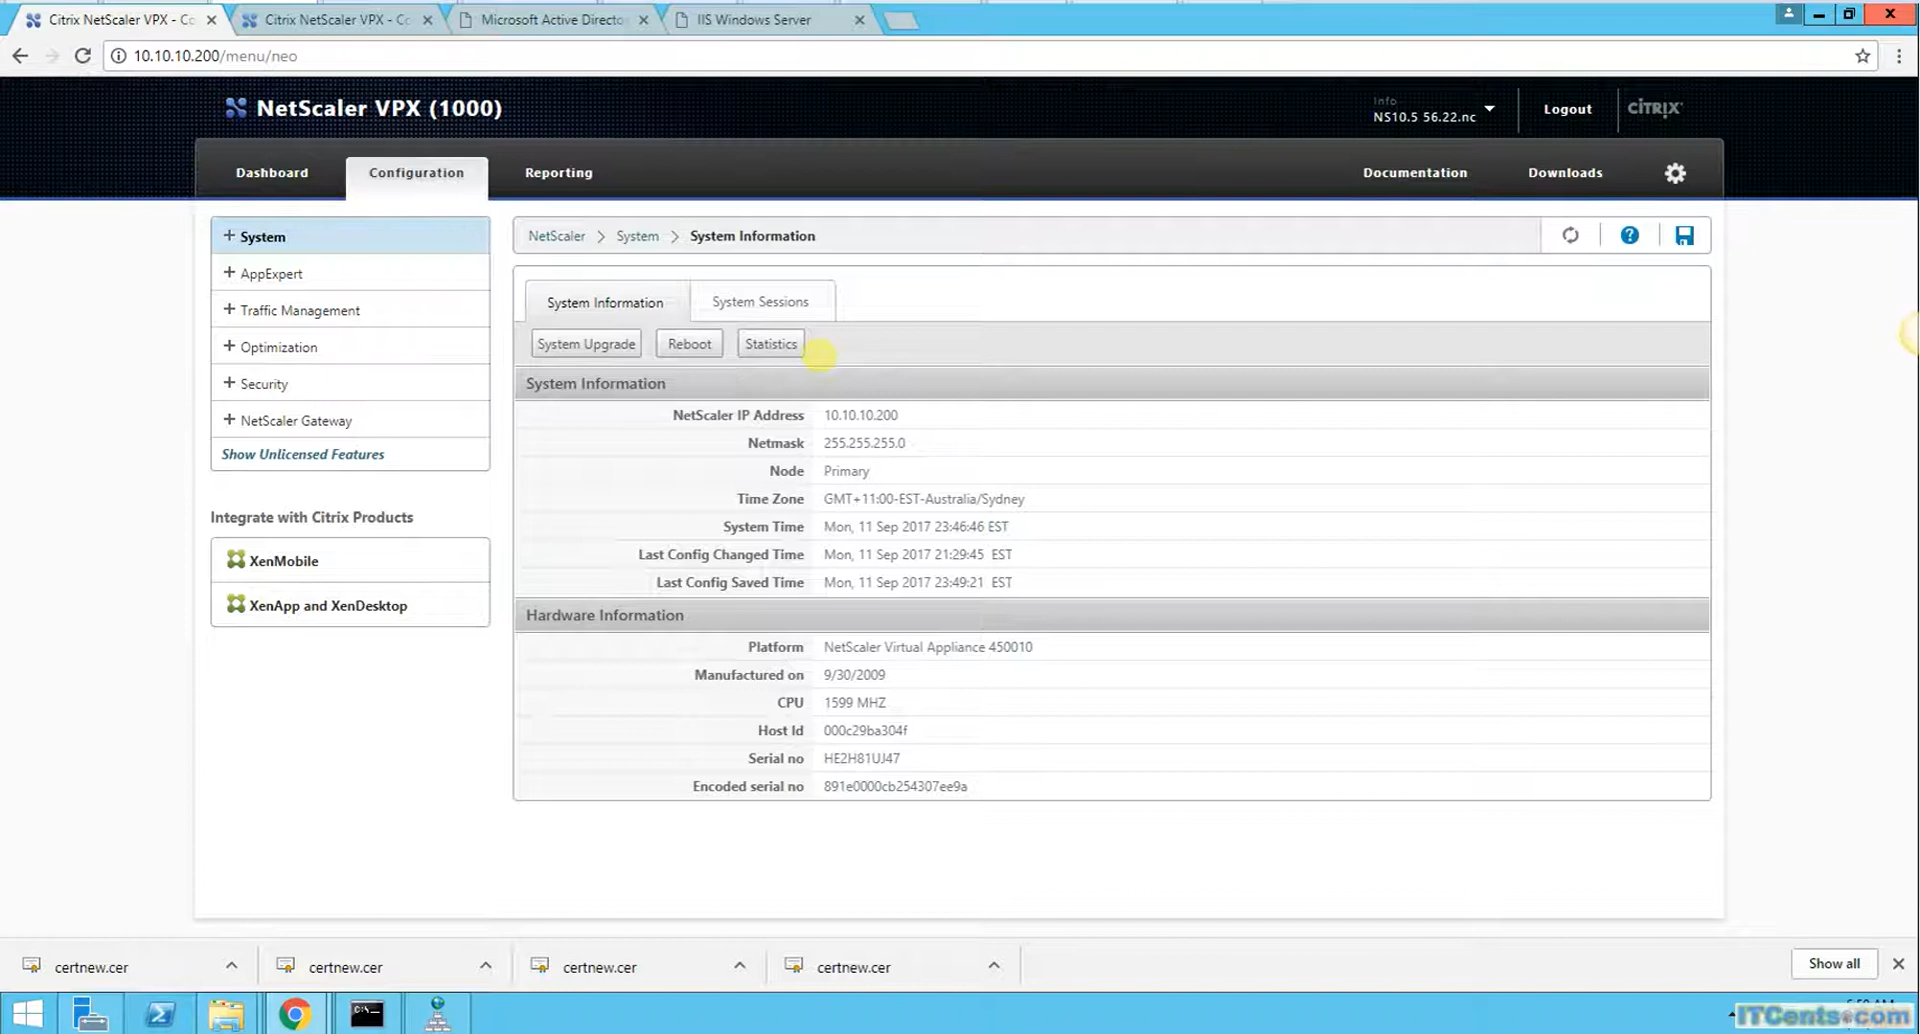 Citrix NetScaler VPX - Co
Citrix NetScaler VPX - Co
Microsoft Active Directo
IIS Windows Server
10.10.10.200/menu/neo
NetScaler VPX (1000)
Info
NS10.5 56.22.nc
Logout
CİTRIX
Dashboard
Configuration
Reporting
Documentation
Downloads
+ System
+ AppExpert
+ Traffic Management
+ Optimization
+ Security
+ NetScaler Gateway
Show Unlicensed Features
Integrate with Citrix Products
XenMobile
XenApp and XenDesktop
NetScaler > System > System Information
System Information
System Sessions
System Upgrade
Reboot
Statistics
System Information
NetScaler IP Address 10.10.10.200
Netmask 255.255.255.0
Node Primary
Time Zone GMT+11:00-EST-Australia/Sydney
System Time Mon, 11 Sep 2017 23:46:46 EST
Last Config Changed Time Mon, 11 Sep 2017 21:29:45 EST
Last Config Saved Time Mon, 11 Sep 2017 23:49:21 EST
Hardware Information
Platform NetScaler Virtual Appliance 450010
Manufactured on 9/30/2009
CPU 1599 MHZ
Host Id 000c29ba304f
Serial no HE2H81UJ47
Encoded serial no 891e0000cb254307ee9a
certnew.cer
certnew.cer
certnew.cer
certnew.cer
Show all
ITCents.com